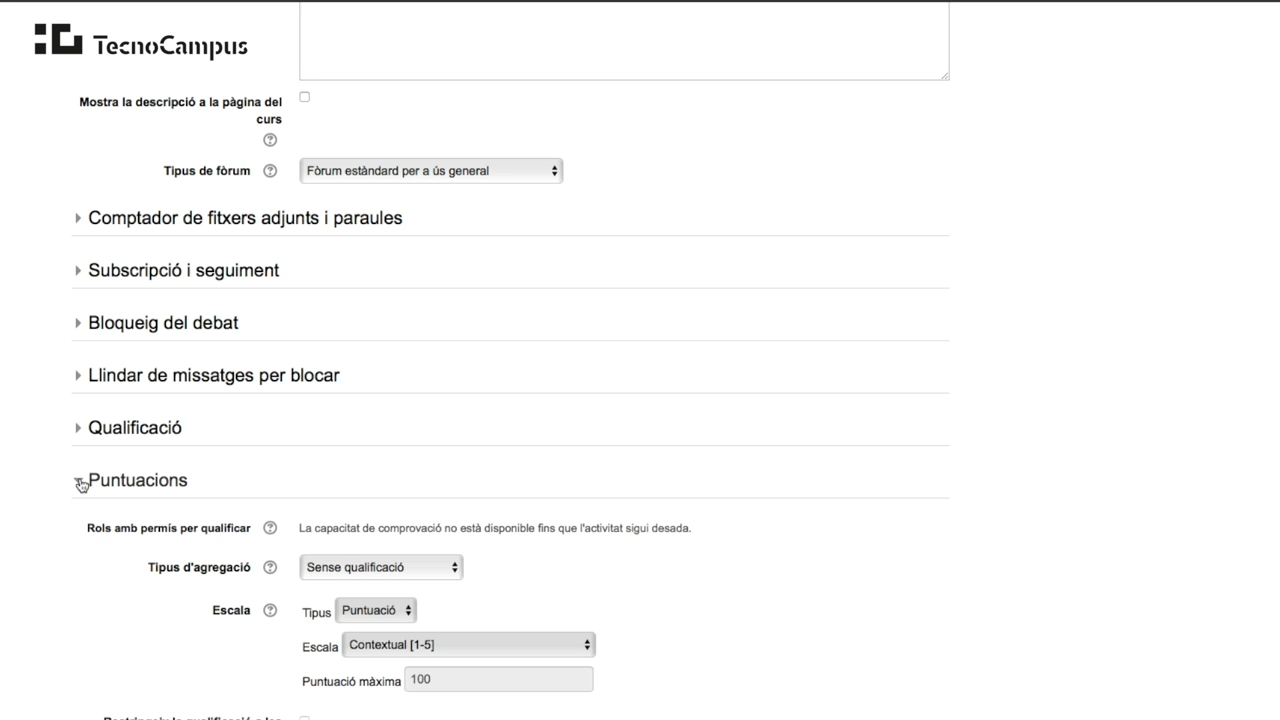 TecnoCampus
Mostra la descripció a la pàgina del
curs
Tipus de fòrum
Fòrum estàndard per a ús general
Comptador de fitxers adjunts i paraules
Subscripció i seguiment
Bloqueig del debat
Llindar de missatges per blocar
Qualificació
Puntuacions
Rols amb permís per qualificar
La capacitat de comprovació no està disponible fins que l'activitat sigui desada.
Tipus d'agregació
Sense qualificació
Escala
Tipus Puntuació
Escala Contextual [1-5]
Puntuació màxima 100